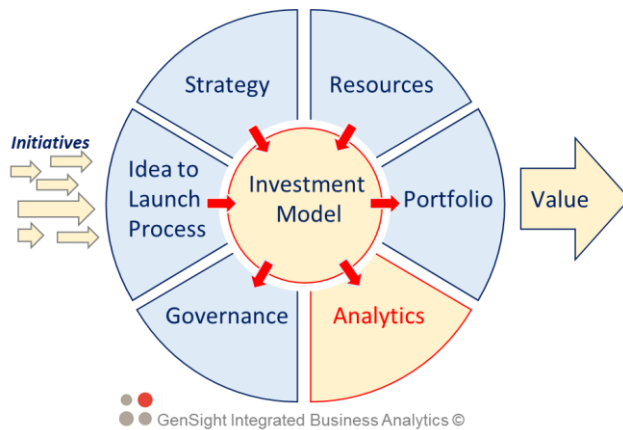 Strategy
Resources
Initiatives
Idea to
Launch
Process
Investment
Model
Portfolio
Value
Governance
Analytics
GenSight Integrated Business Analytics ©